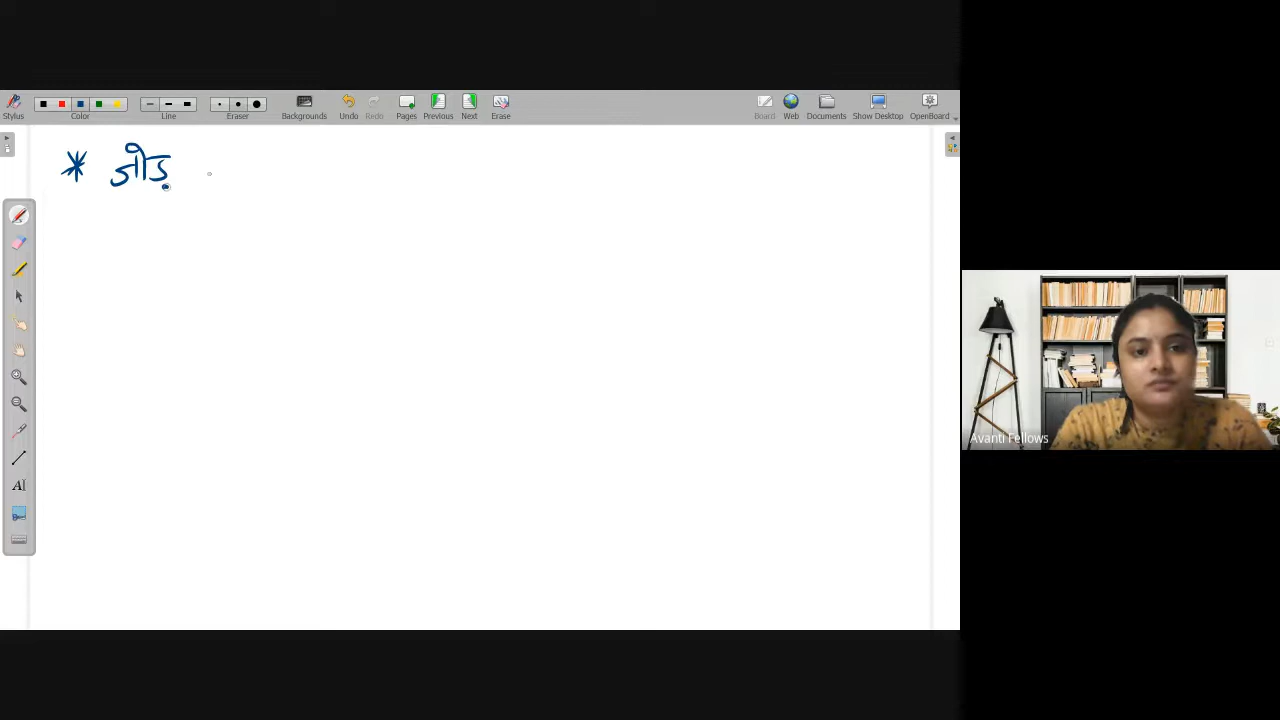 Stylus
Color
Line
Eraser
Backgrounds
Undo
Redo
Pages
Previous
Next
Erase
Board
Web
Documents
Show Desktop
OpenBoard
* जोड़
AI
Avanti Fellows